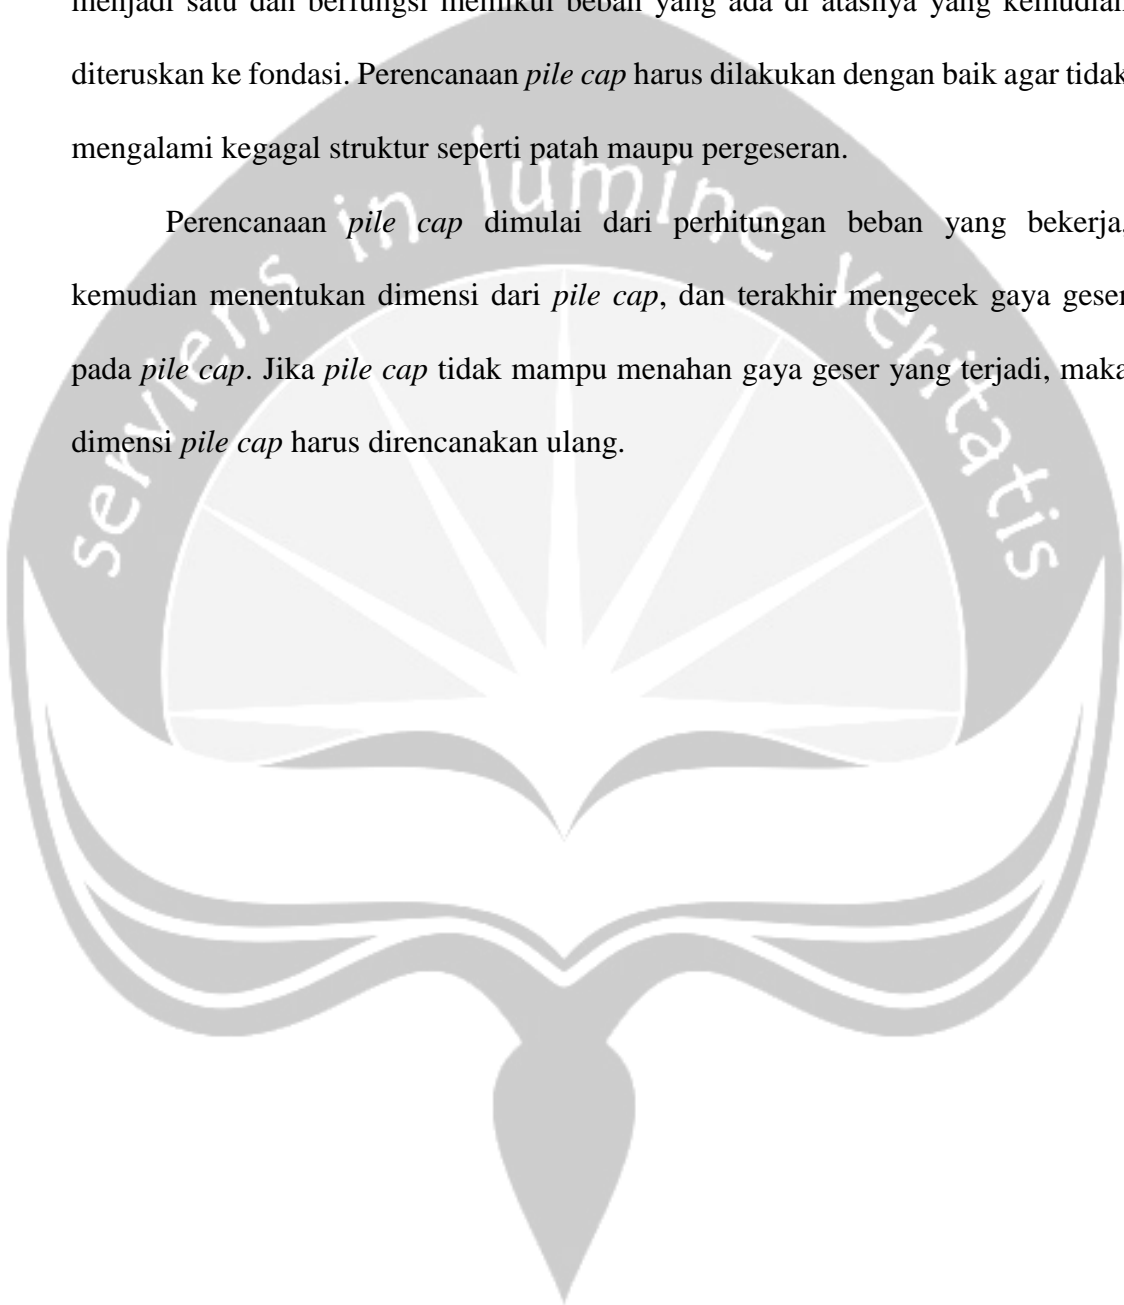 menjadi satu dan berfungsi memikul beban yang ada di atasnya yang kemudian
diteruskan ke fondasi. Perencanaan pile cap harus dilakukan dengan baik agar tidak
mengalami kegagal struktur seperti patah maupu pergeseran.
Perencanaan pile cap dimulai dari perhitungan beban yang bekerja,
kemudian menentukan dimensi dari pile cap, dan terakhir mengecek gaya geser
pada pile cap. Jika pile cap tidak mampu menahan gaya geser yang terjadi, maka
dimensi pile cap harus direncanakan ulang.
serviens in lumine veritatis